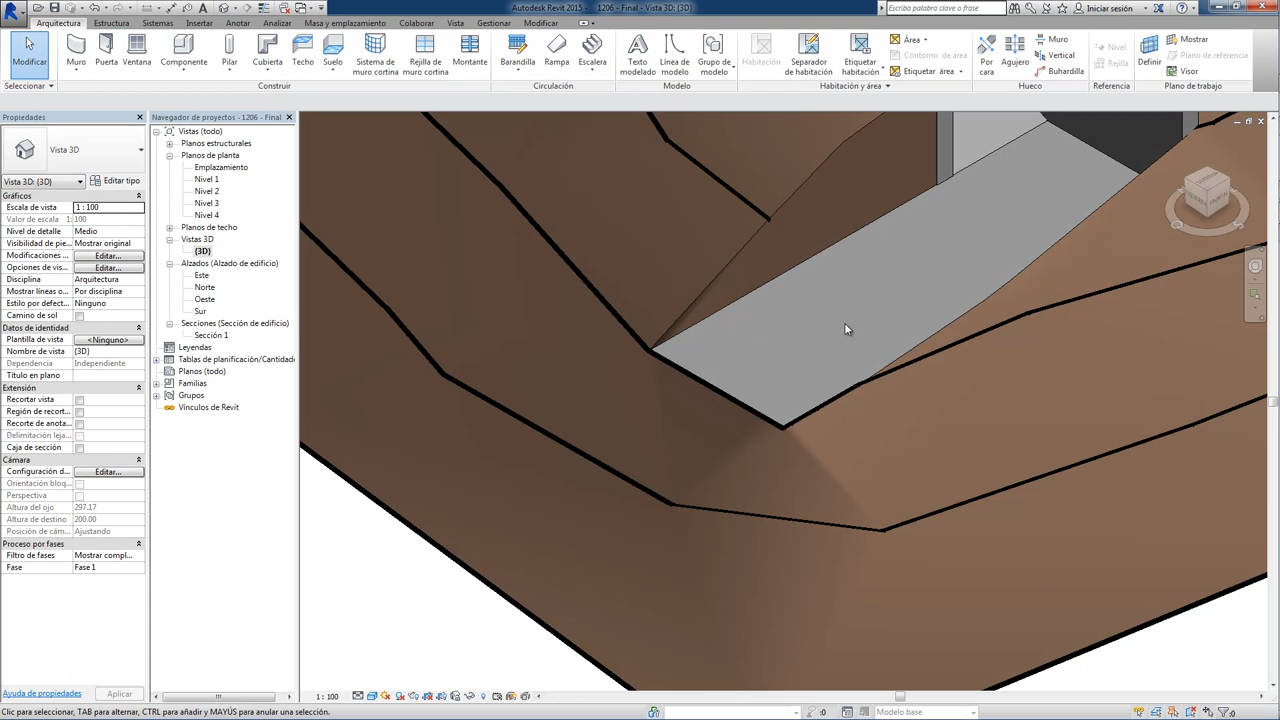 Autodesk Revit 2015 - 1206 - Final - Vista 3D: {3D}
Escriba palabra clave o frase
Iniciar sesión
Arquitectura Estructura Sistemas Insertar Anotar Analizar Masa y emplazamiento Colaborar Vista Gestionar Modificar
Modificar
Muro
Puerta
Ventana
Componente
Pilar
Cubierta
Techo
Suelo
Sistema de muro cortina
Rejilla de muro cortina
Montante
Barandilla
Rampa
Escalera
Texto modelado
Línea de modelo
Grupo de modelo
Habitación
Separador de habitación
Etiquetar habitación
Área
Contorno de área
Etiquetar área
Por cara
Agujero
Muro
Vertical
Buhardilla
Nivel
Rejilla
Definir
Mostrar
Plano de referencia
Visor
Seleccionar Construir Circulación Modelo Habitación y área Hueco Referencia Plano de trabajo
Propiedades
Vista 3D
Vista 3D: {3D} Editar tipo
Gráficos
Escala de vista 1 : 100
Valor de escala 1: 100
Nivel de detalle Medio
Visibilidad de pie... Mostrar original
Modificaciones ... Editar...
Opciones de vis... Editar...
Disciplina Arquitectura
Mostrar líneas o... Por disciplina
Estilo por defect... Ninguno
Camino de sol
Datos de identidad
Plantilla de vista <Ninguno>
Nombre de vista {3D}
Dependencia Independiente
Título en plano
Extensión
Recortar vista
Región de recort...
Recorte de anota...
Delimitación leja...
Caja de sección
Cámara
Configuración d... Editar...
Orientación bloq...
Perspectiva
Altura del ojo 297.17
Altura de destino 200.00
Posición de cám... Ajustando
Proceso por fases
Filtro de fases Mostrar compl...
Fase Fase 1
Ayuda de propiedades Aplicar
Navegador de proyectos - 1206 - Final
Vistas (todo)
Planos estructurales
Planos de planta
Emplazamiento
Nivel 1
Nivel 2
Nivel 3
Nivel 4
Planos de techo
Vistas 3D
{3D}
Alzados (Alzado de edificio)
Este
Norte
Oeste
Sur
Secciones (Sección de edificio)
Sección 1
Leyendas
Tablas de planificación/Cantidade
Planos (todo)
Familias
Grupos
Vínculos de Revit
1 : 100
Clic para seleccionar, TAB para alternar, CTRL para añadir y MAYÚS para anular una selección.
:0
Modelo base
:0